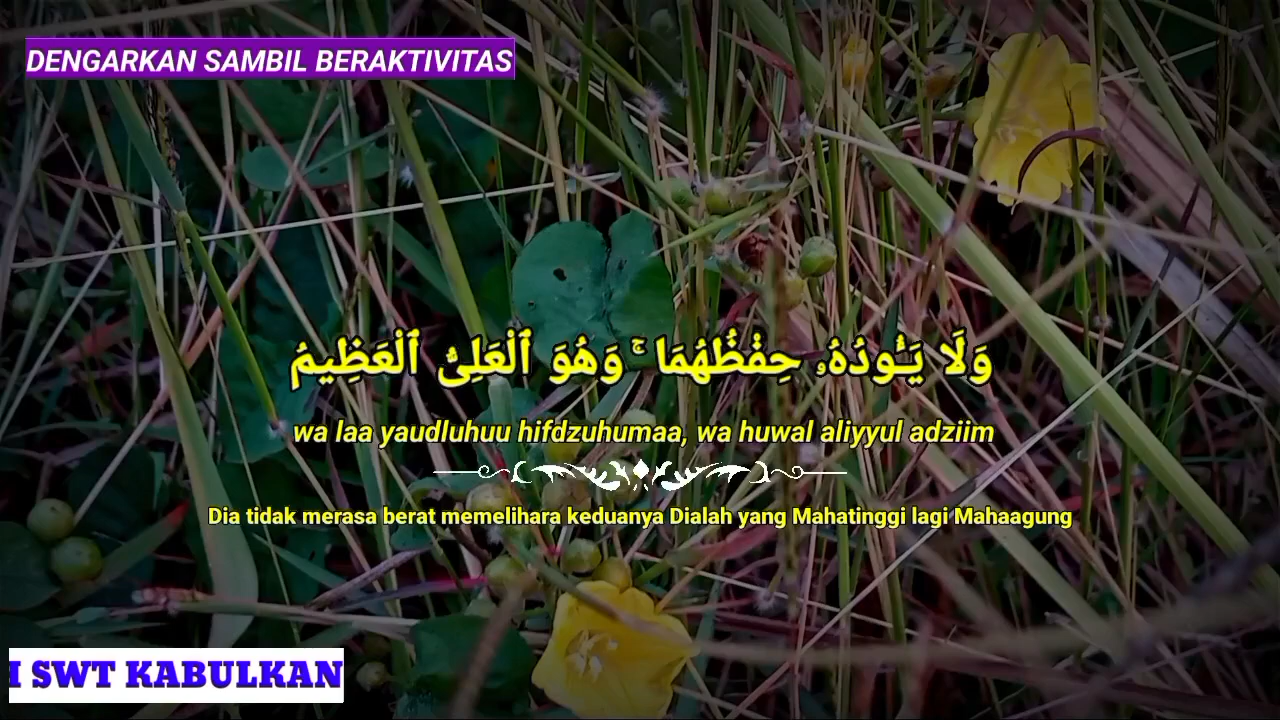 DENGARKAN SAMBIL BERAKTIVITAS
وَلَا يَـُٔودُهُۥ حِفْظُهُمَا ۚ وَهُوَ ٱلْعَلِىُّ ٱلْعَظِيمُ
wa laa yaudluhuu hifdzuhumaa, wa huwal aliyyul adziim
Dia tidak merasa berat memelihara keduanya Dialah yang Mahatinggi lagi Mahaagung
SWT KABULKAN